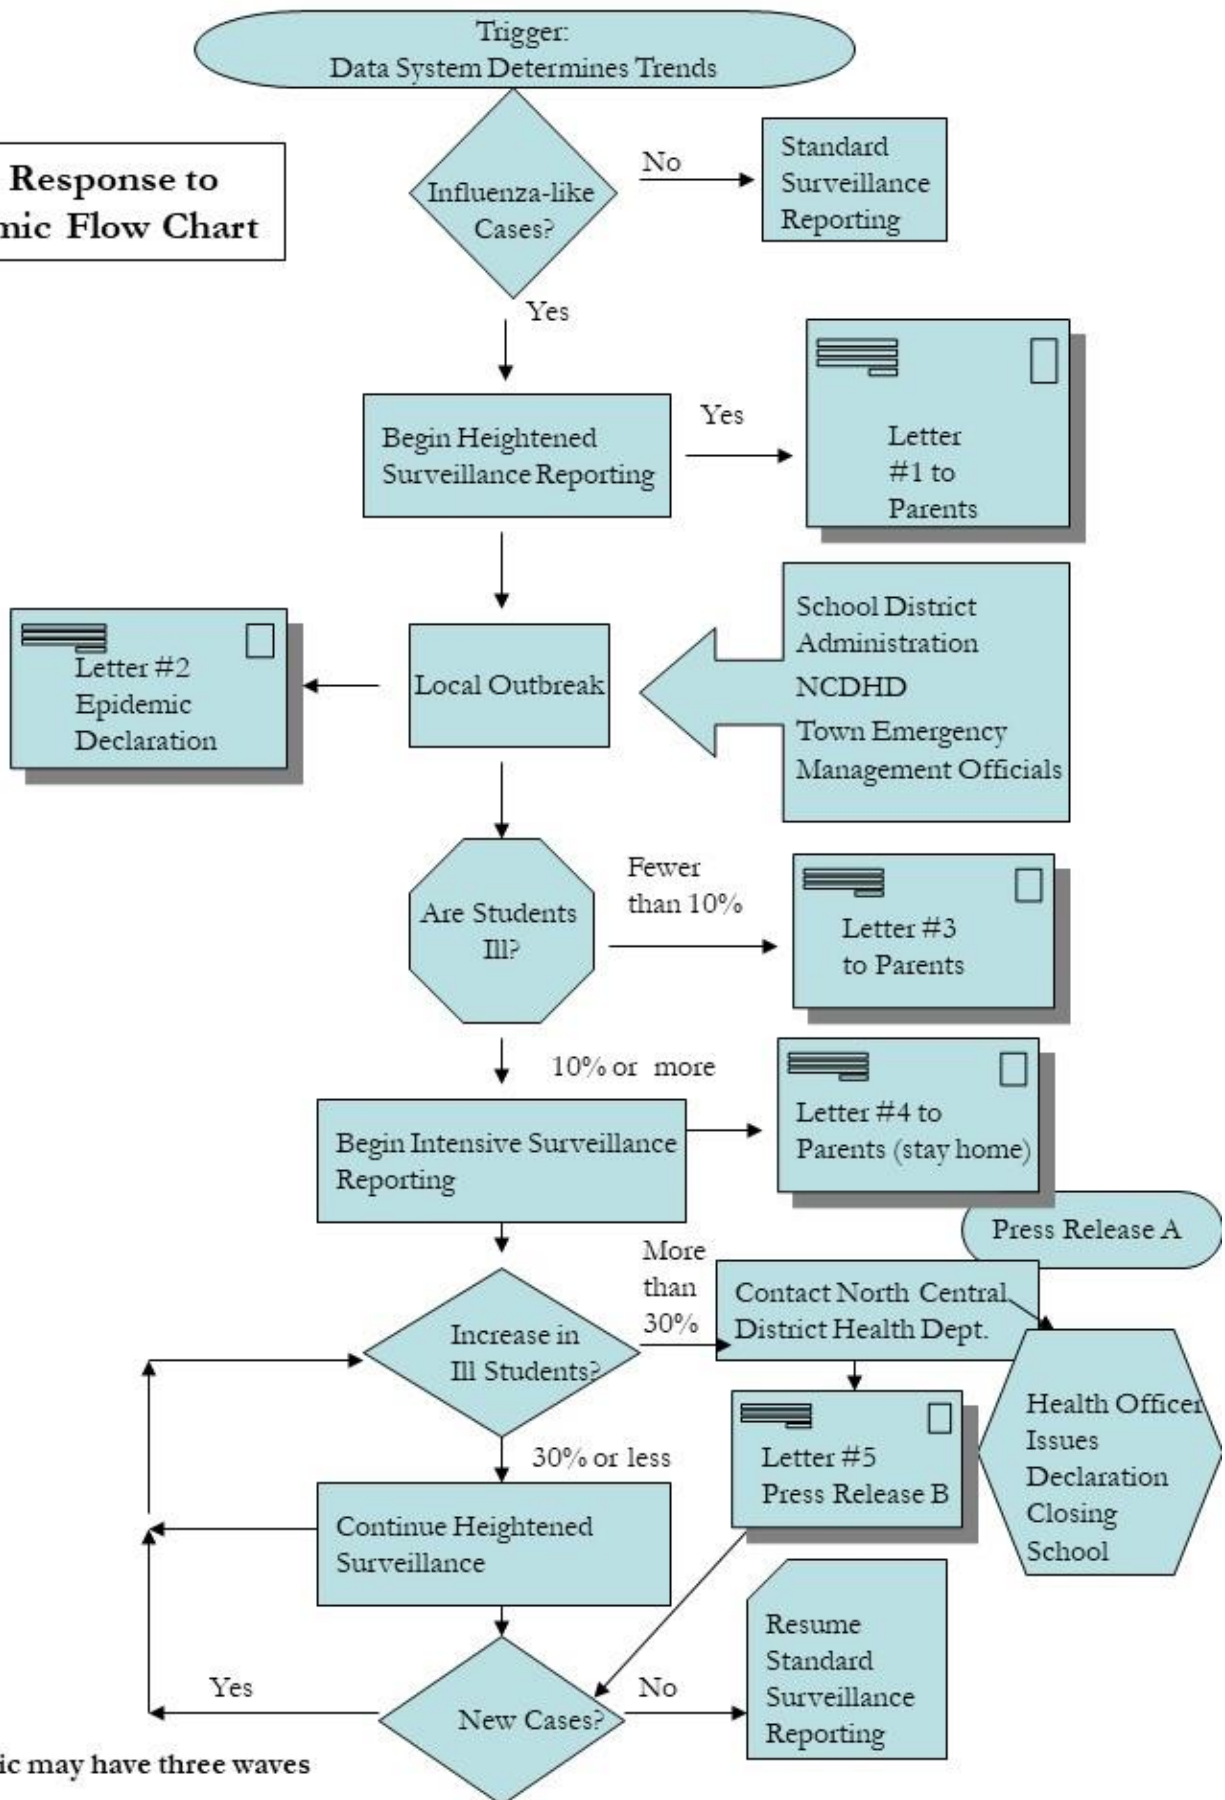 Trigger:
Data System Determines Trends
Response to
Flow Chart
Influenza-like
Cases?
No
Standard
Surveillance
Reporting
Yes
Begin Heightened
Surveillance Reporting
Yes
Letter
#1 to
Parents
School District
Administration
NCDHD
Town Emergency
Management Officials
Local Outbreak
Letter #2
Epidemic
Declaration
Are Students
Ill?
Fewer
than 10%
Letter #3
to Parents
10% or more
Begin Intensive Surveillance
Reporting
Letter #4 to
Parents (stay home)
Press Release A
More
than
30%
Contact North Central
District Health Dept.
Increase in
Ill Students?
Health Officer
Issues
Declaration
Closing
School
30% or less
Letter #5
Press Release B
Continue Heightened
Surveillance
Resume
Standard
Surveillance
Reporting
Yes
New Cases?
No
may have three waves